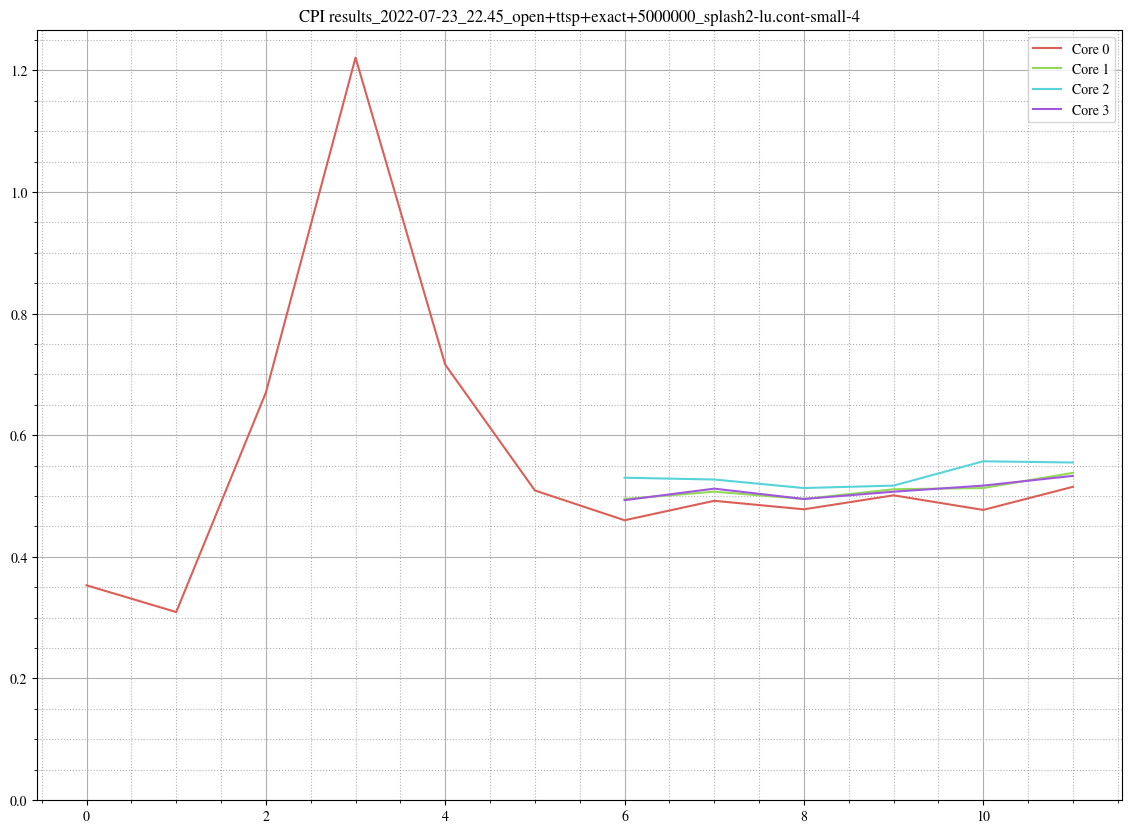 CPI results_2022-07-23_22.45_open+ttsp+exact+5000000_splash2-lu.cont-small-4
Core 0
Core 1
Core 2
Core 3
1.2
1.0
0.8
0.6
0.4
0.2
0.0
0 2 4 6 8 10